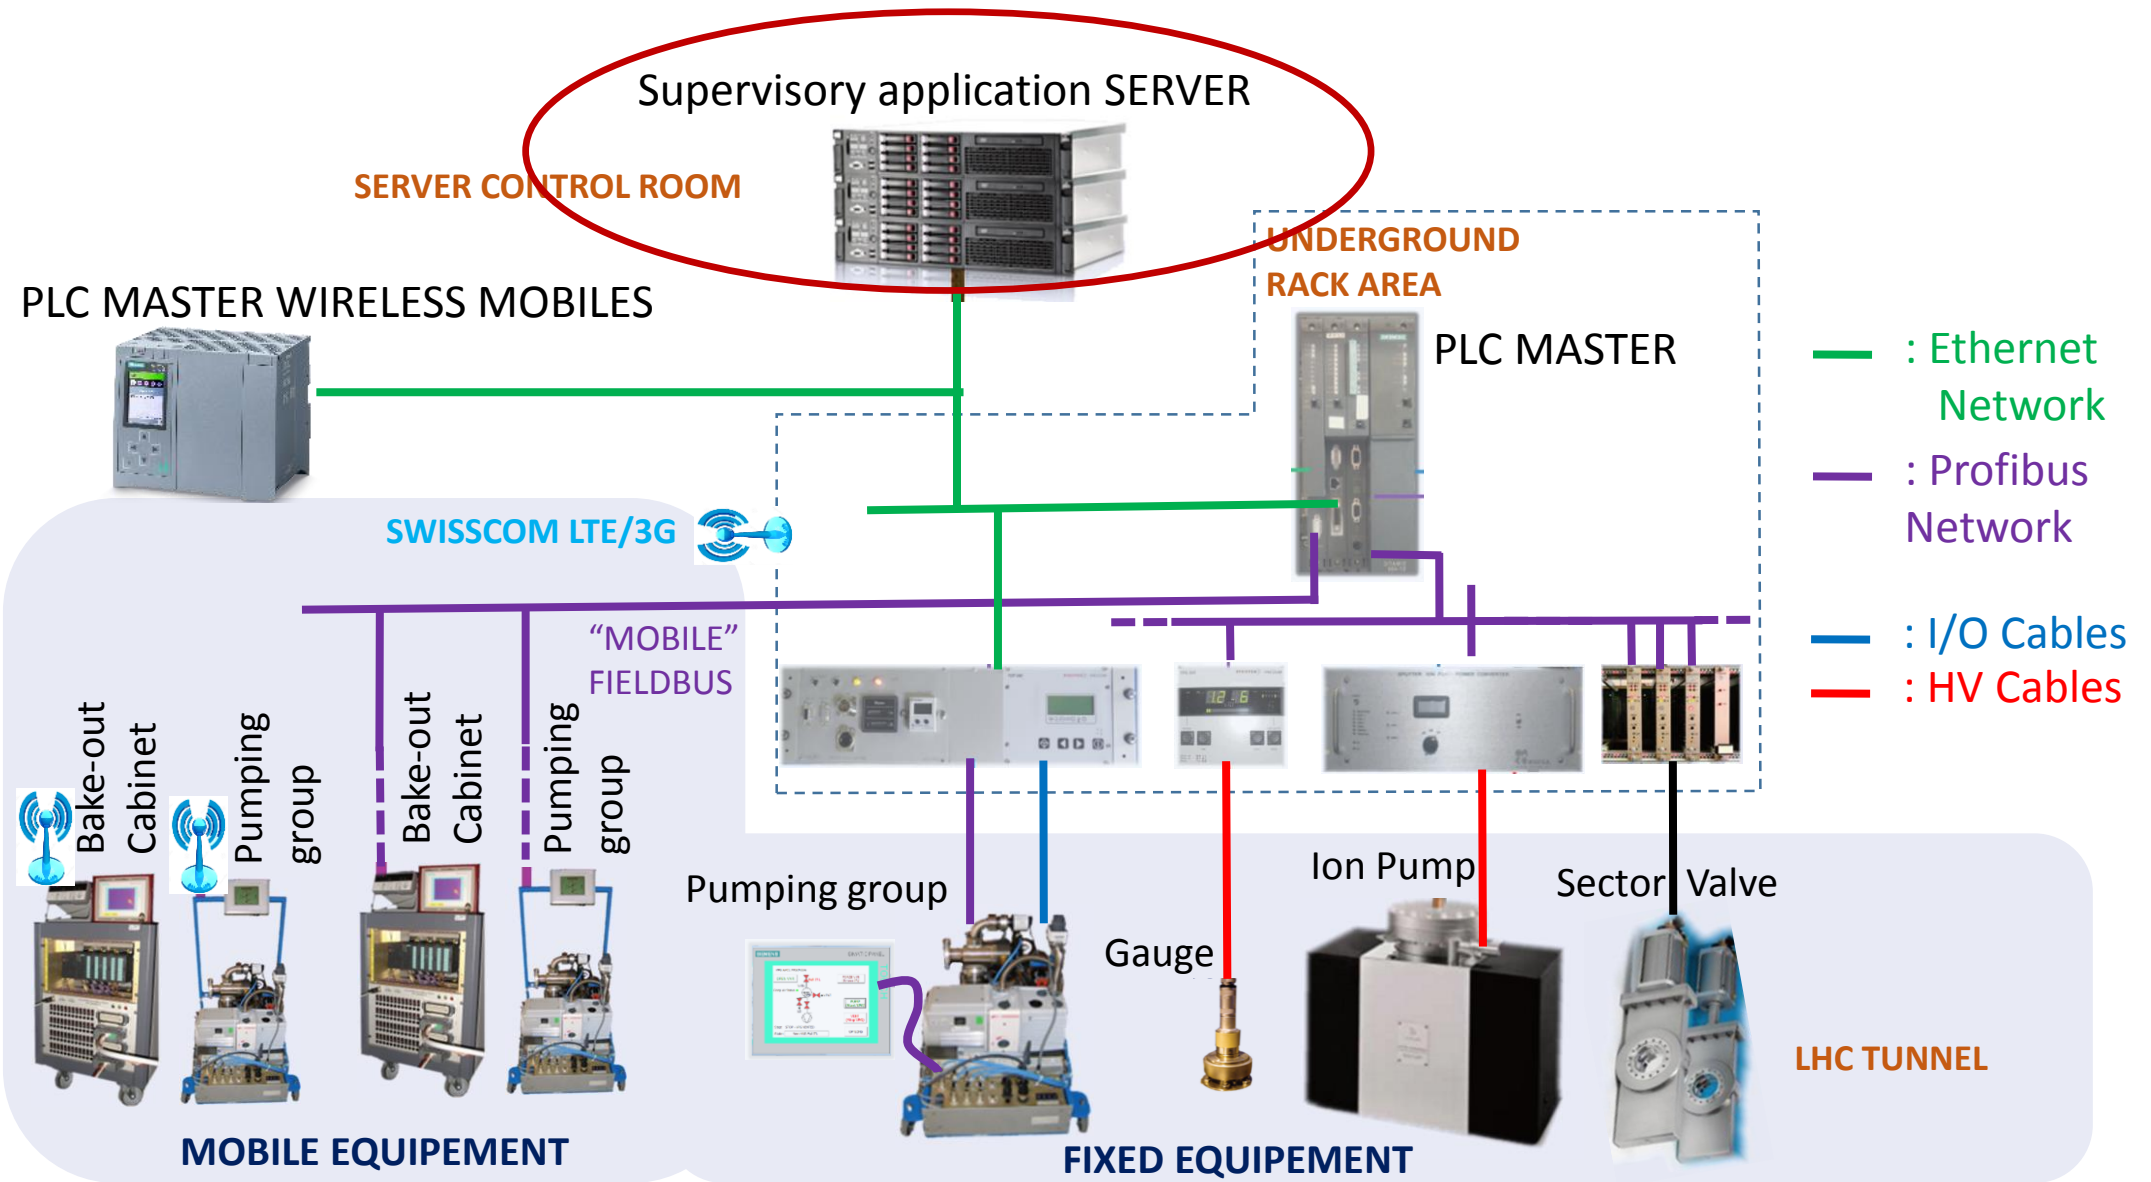 Supervisory application SERVER
SERVER CONTROL ROOM
UNDERGROUND
RACK AREA
PLC MASTER WIRELESS MOBILES
PLC MASTER
: Ethernet
Network
: Profibus
Network
: I/O Cables
: HV Cables
SWISSCOM LTE/3G
“MOBILE”
FIELDBUS
Bake-out
Cabinet
Pumping
group
Bake-out
Cabinet
Pumping
group
Pumping group
Gauge
Ion Pump
Sector Valve
LHC TUNNEL
MOBILE EQUIPEMENT
FIXED EQUIPEMENT